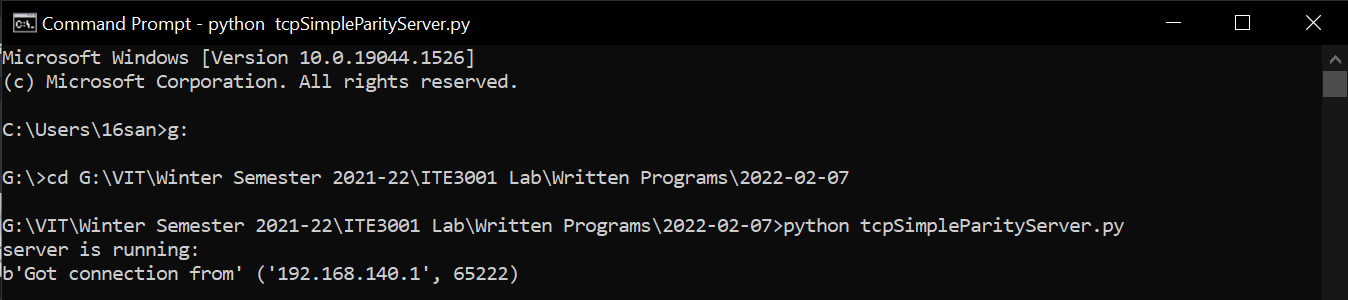 Command Prompt - python  tcpSimpleParityServer.py
Microsoft Windows [Version 10.0.19044.1526]
(c) Microsoft Corporation. All rights reserved.
C:\Users\16san>g:
G:\>cd G:\VIT\Winter Semester 2021-22\ITE3001 Lab\Written Programs\2022-02-07
G:\VIT\Winter Semester 2021-22\ITE3001 Lab\Written Programs\2022-02-07>python tcpSimpleParityServer.py
server is running:
b'Got connection from' ('192.168.140.1', 65222)